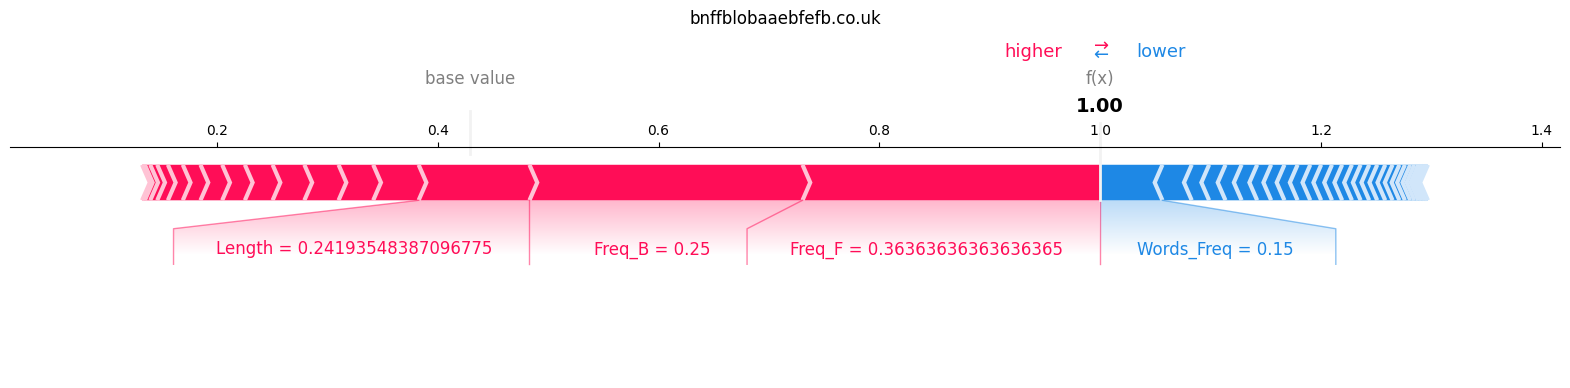 bnffblobaaebfefb.co.uk
higher ⇄ lower
base value f(x)
1.00
0.2 0.4 0.6 0.8 1.0 1.2 1.4
Length = 0.24193548387096775 Freq_B = 0.25 Freq_F = 0.36363636363636365 Words_Freq = 0.15